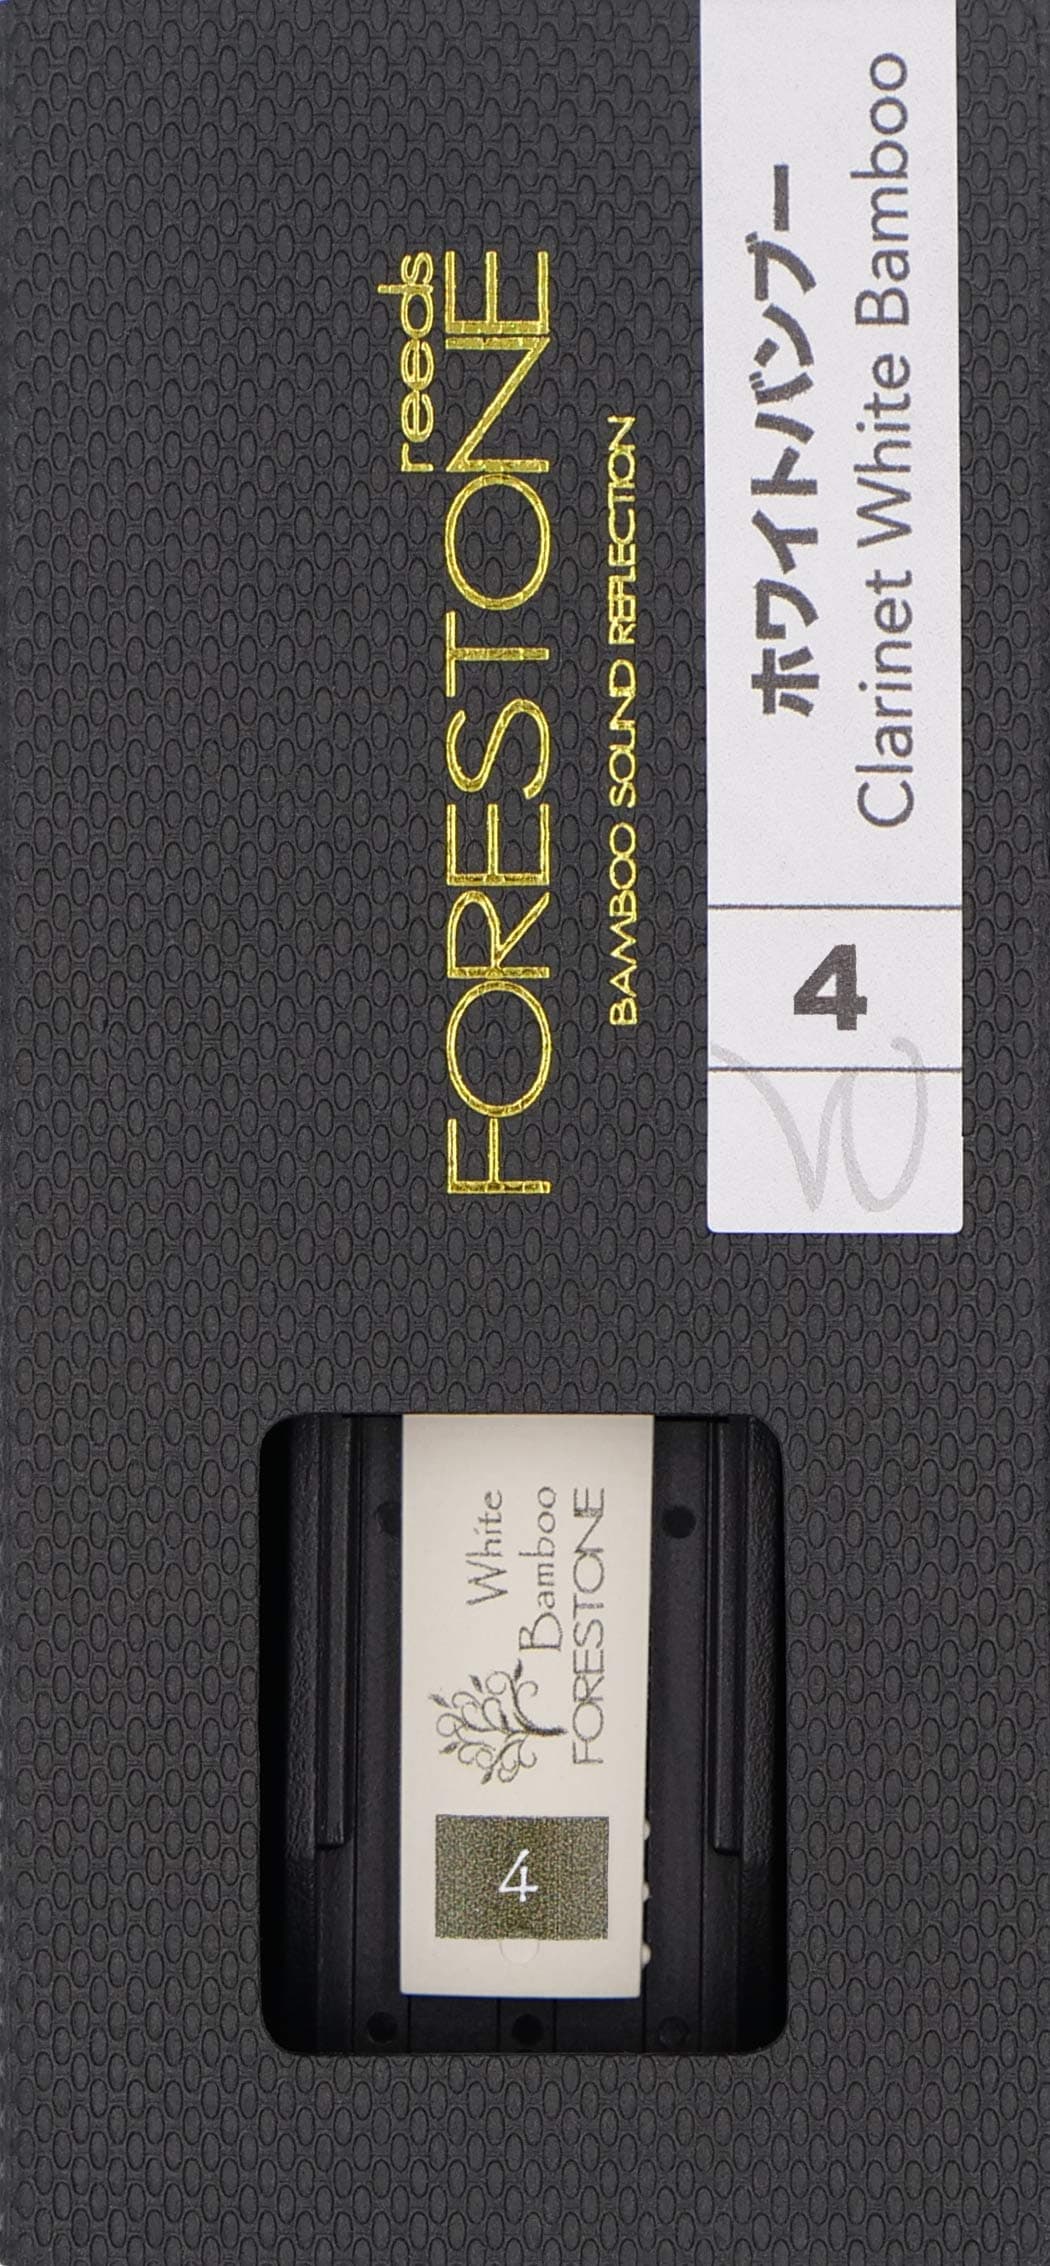 reeds
FORESTONE
BAMBOO SOUND REFLECTION
ホワイトバンブー
Clarinet White Bamboo
4
4
White
Bamboo
FORESTONE